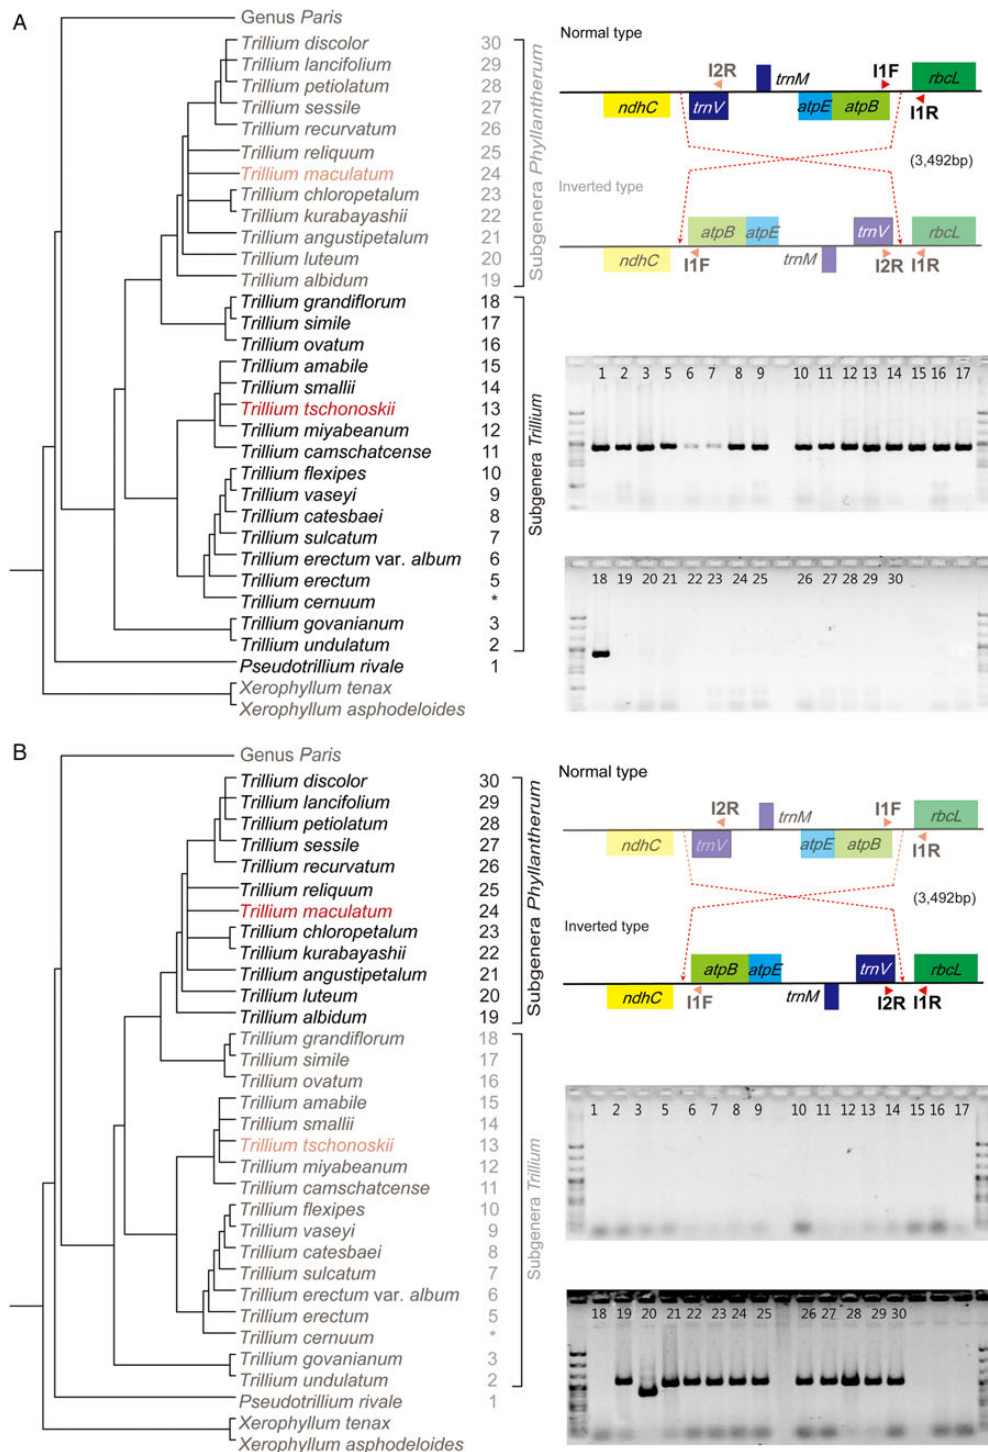 A
Genus Paris
Trillium discolor 30
Trillium lancifolium 29
Trillium petiolatum 28
Trillium sessile 27
Trillium recurvatum 26
Trillium reliquum 25
Trillium maculatum 24
Trillium chloropetalum 23
Trillium kurabayashii 22
Trillium angustipetalum 21
Trillium luteum 20
Trillium albidum 19
Trillium grandiflorum 18
Trillium simile 17
Trillium ovatum 16
Trillium amabile 15
Trillium smallii 14
Trillium tschonoskii 13
Trillium miyabeanum 12
Trillium camschatcense 11
Trillium flexipes 10
Trillium vaseyi 9
Trillium catesbaei 8
Trillium sulcatum 7
Trillium erectum var. album 6
Trillium erectum 5
Trillium cernuum *
Trillium govanianum 3
Trillium undulatum 2
Pseudotrillium rivale 1
Xerophyllum tenax
Xerophyllum asphodeloides
Subgenera Phyllantherum
Subgenera Trillium
Normal type
I2R trnM I1F rbcL
ndhC trnV atpE atpB I1R
(3,492bp)
Inverted type
atpB atpE trnV rbcL
ndhC I1F trnM I2R I1R
1 2 3 5 6 7 8 9 10 11 12 13 14 15 16 17
18 19 20 21 22 23 24 25 26 27 28 29 30
B
Genus Paris
Trillium discolor 30
Trillium lancifolium 29
Trillium petiolatum 28
Trillium sessile 27
Trillium recurvatum 26
Trillium reliquum 25
Trillium maculatum 24
Trillium chloropetalum 23
Trillium kurabayashii 22
Trillium angustipetalum 21
Trillium luteum 20
Trillium albidum 19
Trillium grandiflorum 18
Trillium simile 17
Trillium ovatum 16
Trillium amabile 15
Trillium smallii 14
Trillium tschonoskii 13
Trillium miyabeanum 12
Trillium camschatcense 11
Trillium flexipes 10
Trillium vaseyi 9
Trillium catesbaei 8
Trillium sulcatum 7
Trillium erectum var. album 6
Trillium erectum 5
Trillium cernuum *
Trillium govanianum 3
Trillium undulatum 2
Pseudotrillium rivale 1
Xerophyllum tenax
Xerophyllum asphodeloides
Subgenera Phyllantherum
Subgenera Trillium
Normal type
I2R trnM I1F rbcL
ndhC trnV atpE atpB I1R
(3,492bp)
Inverted type
atpB atpE trnV rbcL
ndhC I1F trnM I2R I1R
1 2 3 5 6 7 8 9 10 11 12 13 14 15 16 17
18 19 20 21 22 23 24 25 26 27 28 29 30